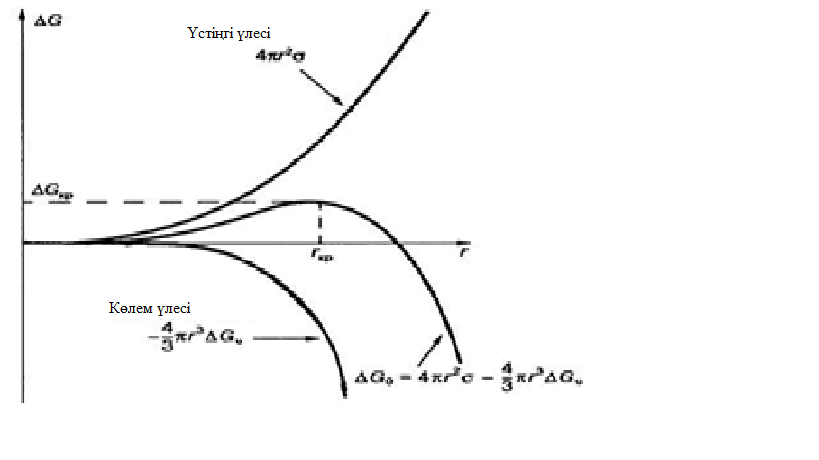 ΔG
Үстіңгі үлесі
4πr²σ
ΔGкр
rкр
r
Көлем үлесі
-4/3πr³ΔGᵥ
ΔG₀ = 4πr²σ - 4/3πr³ΔGᵥ